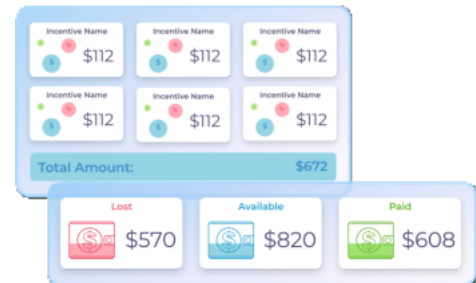 Incentive Name Incentive Name Incentive Name
$112 $112 $112
Incentive Name Incentive Name Incentive Name
$112 $112 $112
Total Amount: $672
Lost Available Paid
$570 $820 $608